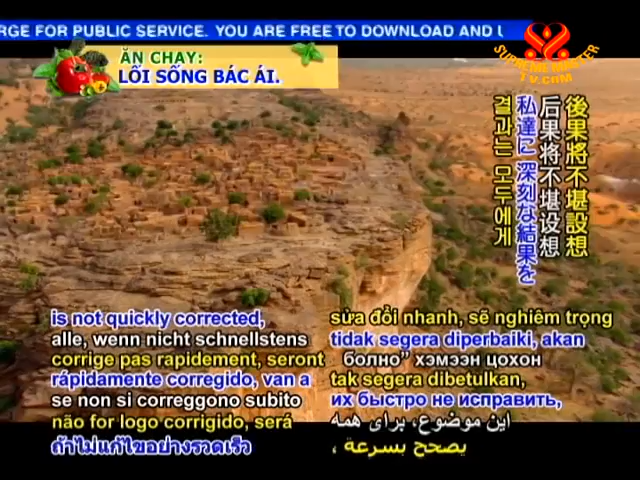 RGE FOR PUBLIC SERVICE. YOU ARE FREE TO DOWNLOAD AND U
SUPREME MASTER
TV.COM
ĂN CHAY:
LỐI SỐNG BÁC ÁI.
後果將不堪設想
后果将不堪设想
私達に 深刻な結果を
결과는 모두에게
is not quickly corrected,
alle, wenn nicht schnellstens
corrige pas rapidement, seront
rápidamente corregido, van a
se non si correggono subito
não for logo corrigido, será
ถ้าไม่แก้ไขอย่างรวดเร็ว
sửa đổi nhanh, sẽ nghiêm trọng
tidak segera diperbaiki, akan
болно” хэмээн цохон
tak segera dibetulkan,
их быстро не исправить,
این موضوع، برای همه
يصحح بسرعة ،